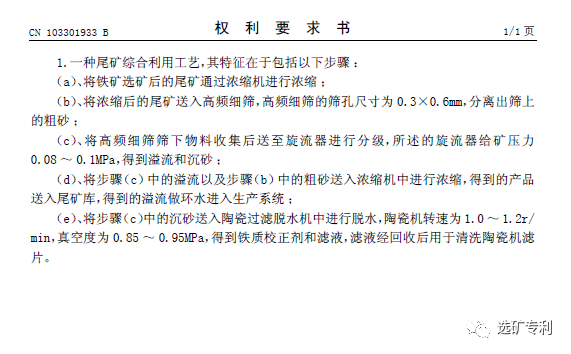 CN 103301933 B
权 利 要 求 书
1/1 页
1.一种尾矿综合利用工艺,其特征在于包括以下步骤:
(a)、将铁矿选矿后的尾矿通过浓缩机进行浓缩;
(b)、将浓缩后的尾矿送入高频细筛,高频细筛的筛孔尺寸为0.3×0.6mm,分离出筛上
的粗砂;
(c)、将高频细筛筛下物料收集后送至旋流器进行分级,所述的旋流器给矿压力
0.08～0.1MPa,得到溢流和沉砂;
(d)、将步骤(c)中的溢流以及步骤(b)中的粗砂送入浓缩机中进行浓缩,得到的产品
送入尾矿库,得到的溢流做环水进入生产系统;
(e)、将步骤(c)中的沉砂送入陶瓷过滤脱水机中进行脱水,陶瓷机转速为1.0～1.2r/
min,真空度为0.85～0.95MPa,得到铁质校正剂和滤液,滤液经回收后用于清洗陶瓷机滤
片。
选矿专利